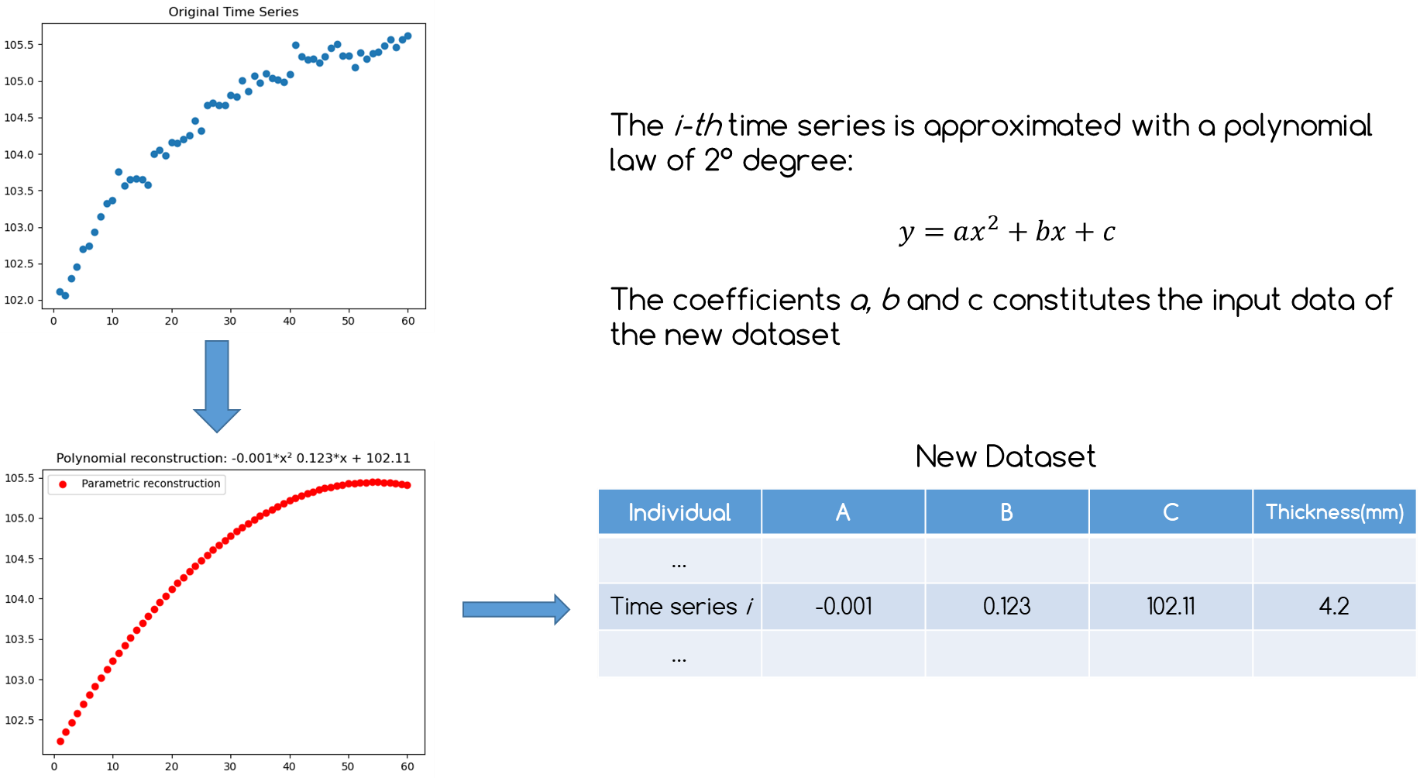 Original Time Series
105.5
105.0
104.5
104.0
103.5
103.0
102.5
102.0
0 10 20 30 40 50 60
The i-th time series is approximated with a polynomial
law of 2° degree:
y = ax² + bx + c
The coefficients a, b and c constitutes the input data of
the new dataset
Polynomial reconstruction: -0.001*x² 0.123*x + 102.11
Parametric reconstruction
105.5
105.0
104.5
104.0
103.5
103.0
102.5
0 10 20 30 40 50 60
New Dataset
Individual A B C Thickness(mm)
...
Time series i -0.001 0.123 102.11 4.2
...